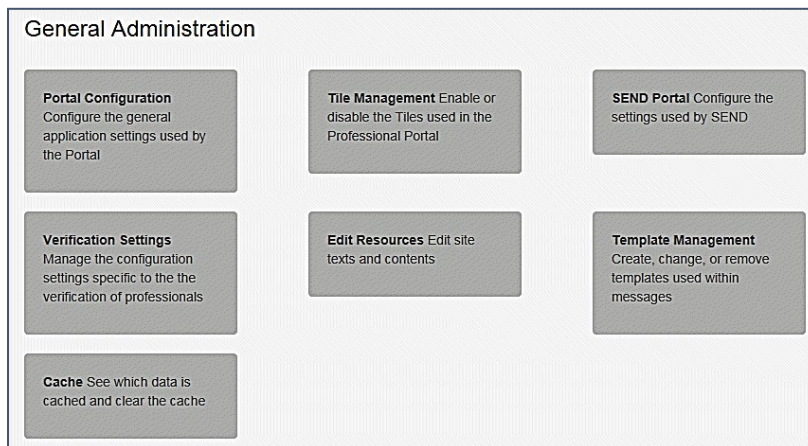 General Administration
Portal Configuration
Configure the general
application settings used by
the Portal
Tile Management Enable or
disable the Tiles used in the
Professional Portal
SEND Portal Configure the
settings used by SEND
Verification Settings
Manage the configuration
settings specific to the the
verification of professionals
Edit Resources Edit site
texts and contents
Template Management
Create, change, or remove
templates used within
messages
Cache See which data is
cached and clear the cache